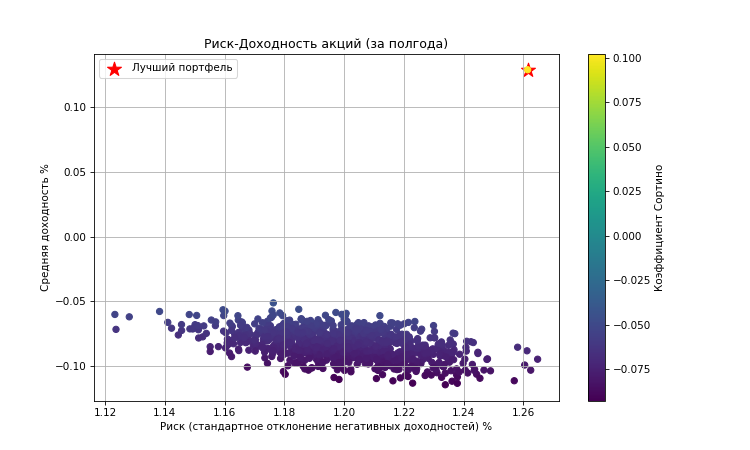 Риск-Доходность акций (за полгода)
Лучший портфель
Средняя доходность %
0.10
0.05
0.00
−0.05
−0.10
1.12 1.14 1.16 1.18 1.20 1.22 1.24 1.26
Риск (стандартное отклонение негативных доходностей) %
0.100
0.075
0.050
0.025
0.000
−0.025
−0.050
−0.075
Коэффициент Сортино